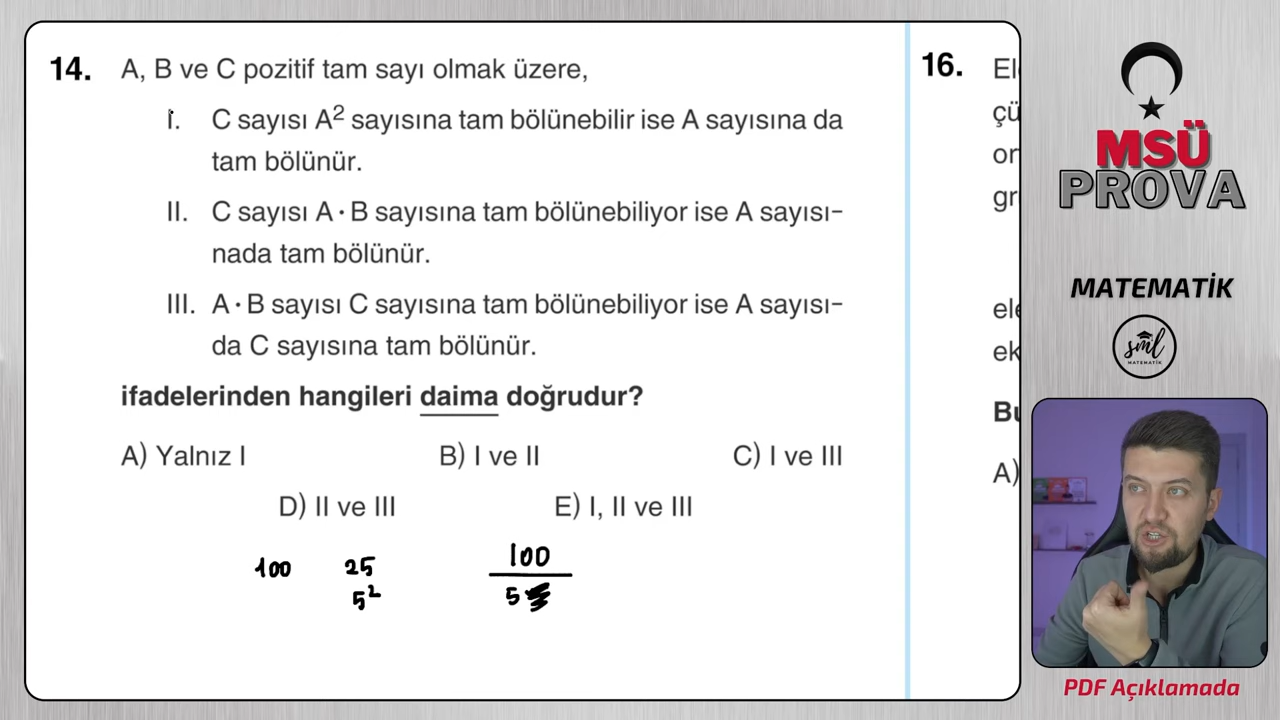 14. A, B ve C pozitif tam sayı olmak üzere,
I. C sayısı A² sayısına tam bölünebilir ise A sayısına da
tam bölünür.
II. C sayısı A · B sayısına tam bölünebiliyor ise A sayısı-
nada tam bölünür.
III. A · B sayısı C sayısına tam bölünebiliyor ise A sayısı-
da C sayısına tam bölünür.
ifadelerinden hangileri daima doğrudur?
A) Yalnız I B) I ve II C) I ve III
D) II ve III E) I, II ve III
100 25
5²
100
5
16.
çü
or
gr
ek
A)
MSÜ
PROVA
MATEMATİK
sml
MATEMATİK
PDF Açıklamada